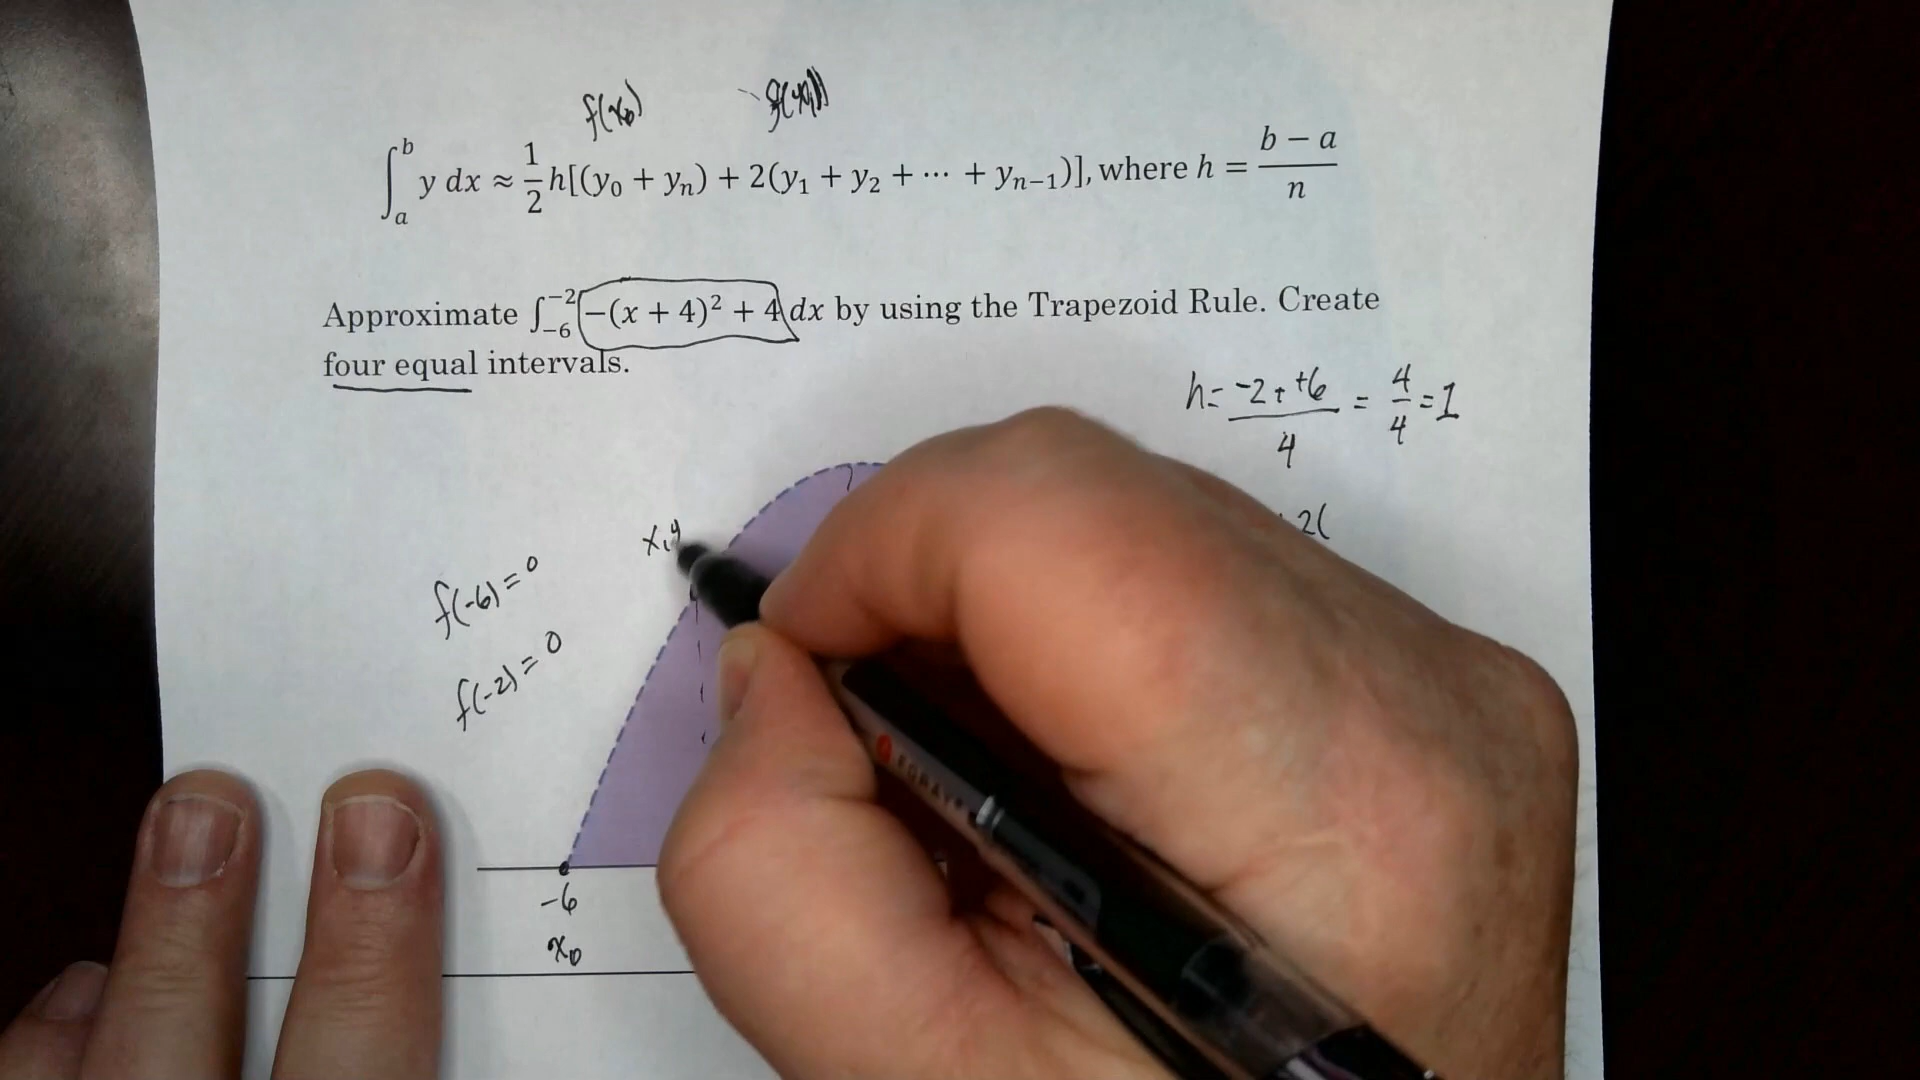 f(x₀)
∫ₐᵇ y dx ≈ 1/2 h[(y₀ + yₙ) + 2(y₁ + y₂ + ⋯ + yₙ₋₁)], where h = (b − a)/n
Approximate ∫₋₆⁻² −(x + 4)² + 4 dx by using the Trapezoid Rule. Create
four equal intervals.
h = (-2 + +6)/4 = 4/4 = 1
2(
x₁y
f(-6) = 0
f(-2) = 0
-6
x₀